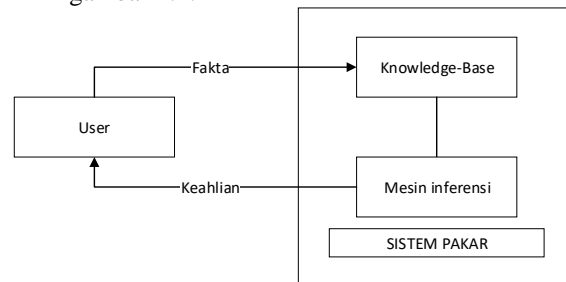 Fakta
Knowledge-Base
User
Keahlian
Mesin inferensi
SISTEM PAKAR